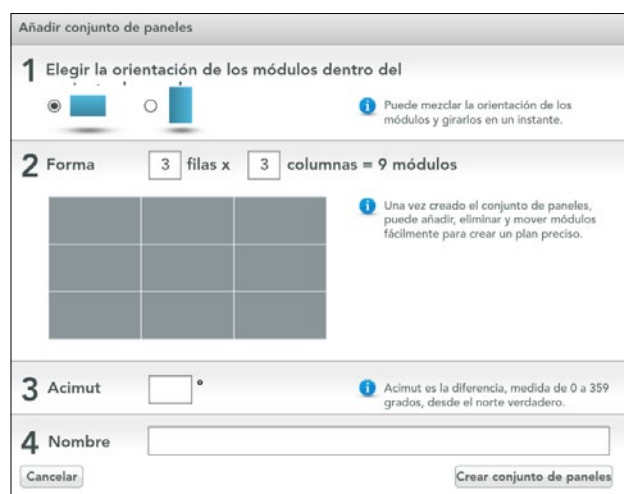 Añadir conjunto de paneles
1 Elegir la orientación de los módulos dentro del
Puede mezclar la orientación de los
módulos y girarlos en un instante.
2 Forma 3 filas x 3 columnas = 9 módulos
Una vez creado el conjunto de paneles,
puede añadir, eliminar y mover módulos
fácilmente para crear un plan preciso.
3 Acimut °
Acimut es la diferencia, medida de 0 a 359
grados, desde el norte verdadero.
4 Nombre
Cancelar
Crear conjunto de paneles